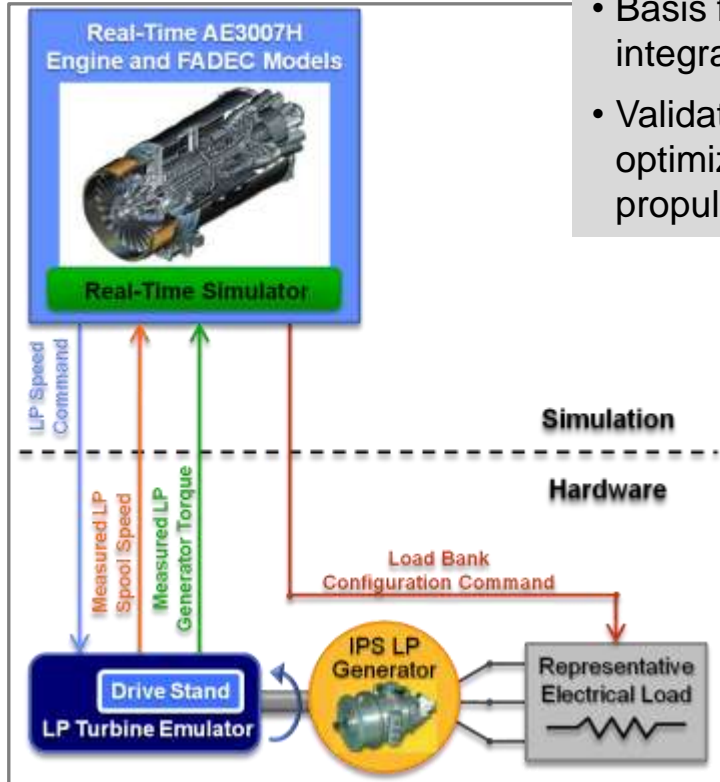 Real-Time AE3007H
Engine and FADEC Models
Real-Time Simulator
• Basis
integra
• Validat
optimiz
propul
LP Speed
Command
Measured LP
Spool Speed
Measured LP
Generator Torque
Simulation
Hardware
Load Bank
Configuration Command
Drive Stand
LP Turbine Emulator
IPS LP
Generator
Representative
Electrical Load